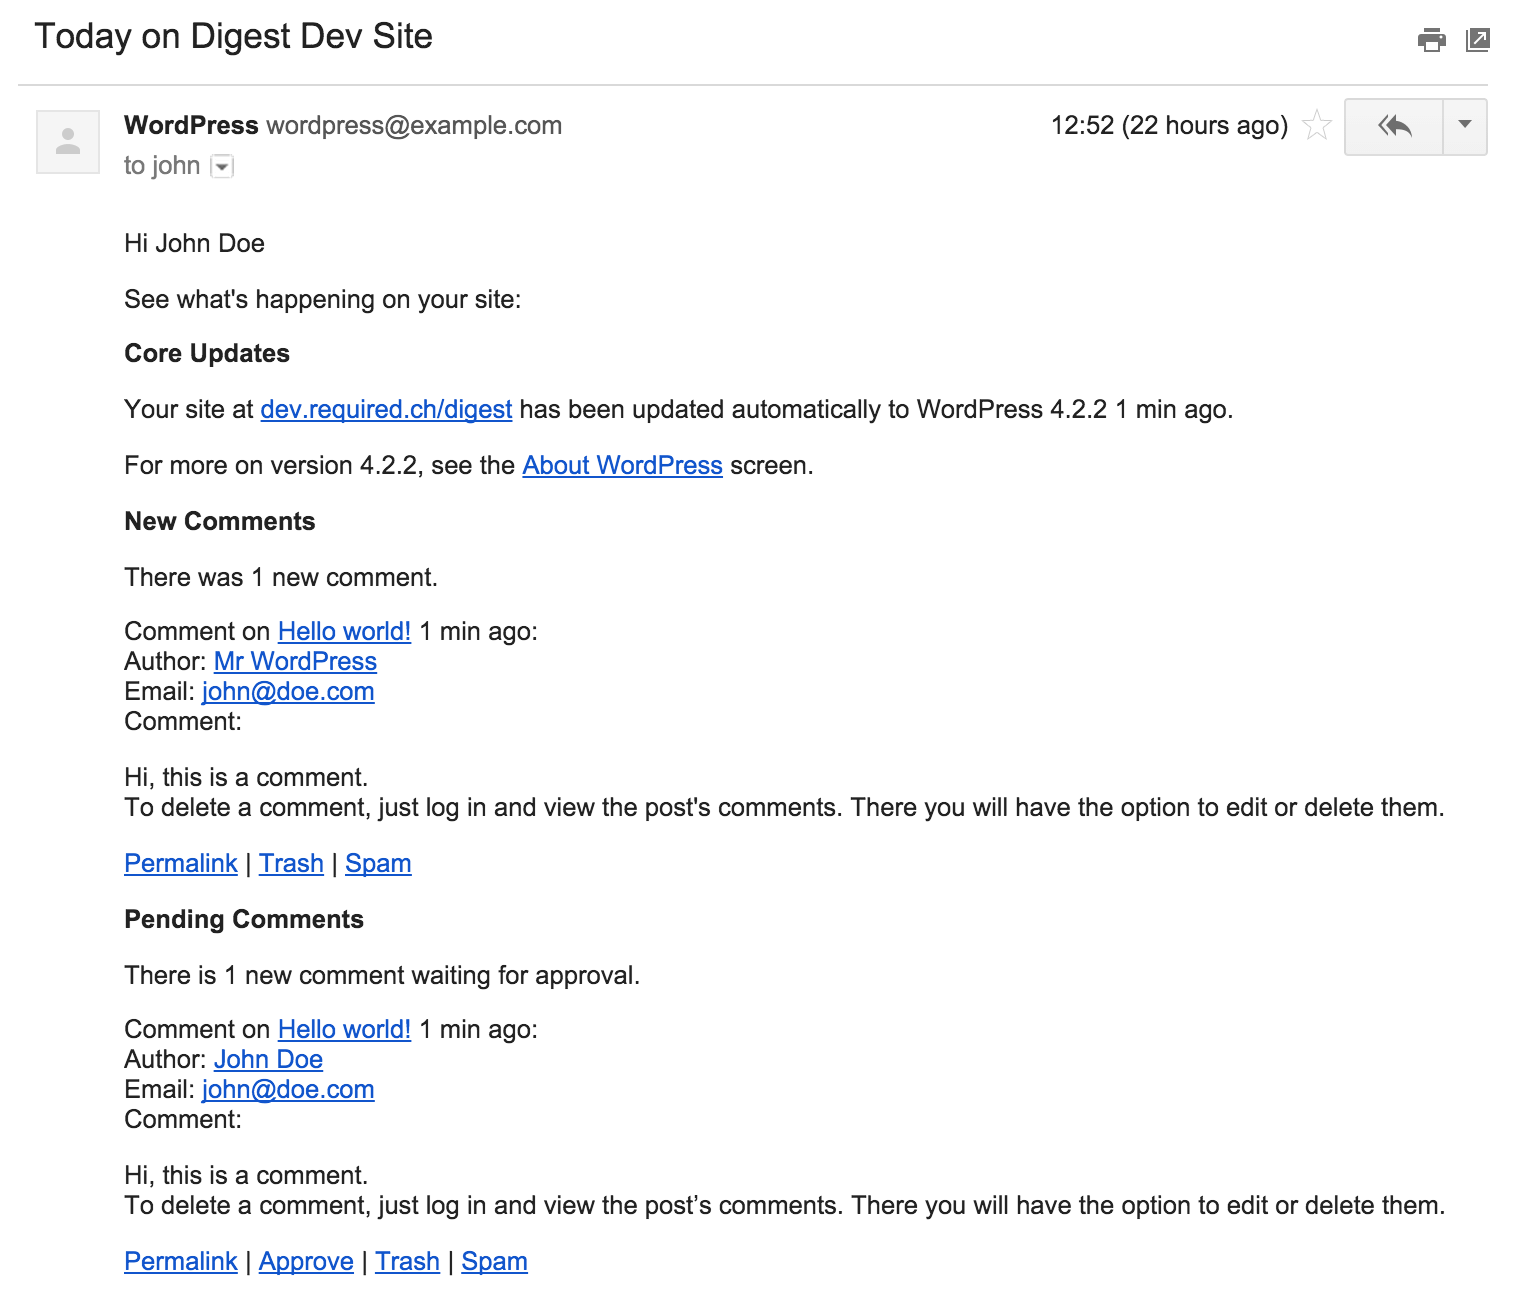 Today on Digest Dev Site
WordPress wordpress@example.com 12:52 (22 hours ago)
to john
Hi John Doe
See what's happening on your site:
Core Updates
Your site at dev.required.ch/digest has been updated automatically to WordPress 4.2.2 1 min ago.
For more on version 4.2.2, see the About WordPress screen.
New Comments
There was 1 new comment.
Comment on Hello world! 1 min ago:
Author: Mr WordPress
Email: john@doe.com
Comment:
Hi, this is a comment.
To delete a comment, just log in and view the post's comments. There you will have the option to edit or delete them.
Permalink | Trash | Spam
Pending Comments
There is 1 new comment waiting for approval.
Comment on Hello world! 1 min ago:
Author: John Doe
Email: john@doe.com
Comment:
Hi, this is a comment.
To delete a comment, just log in and view the post’s comments. There you will have the option to edit or delete them.
Permalink | Approve | Trash | Spam